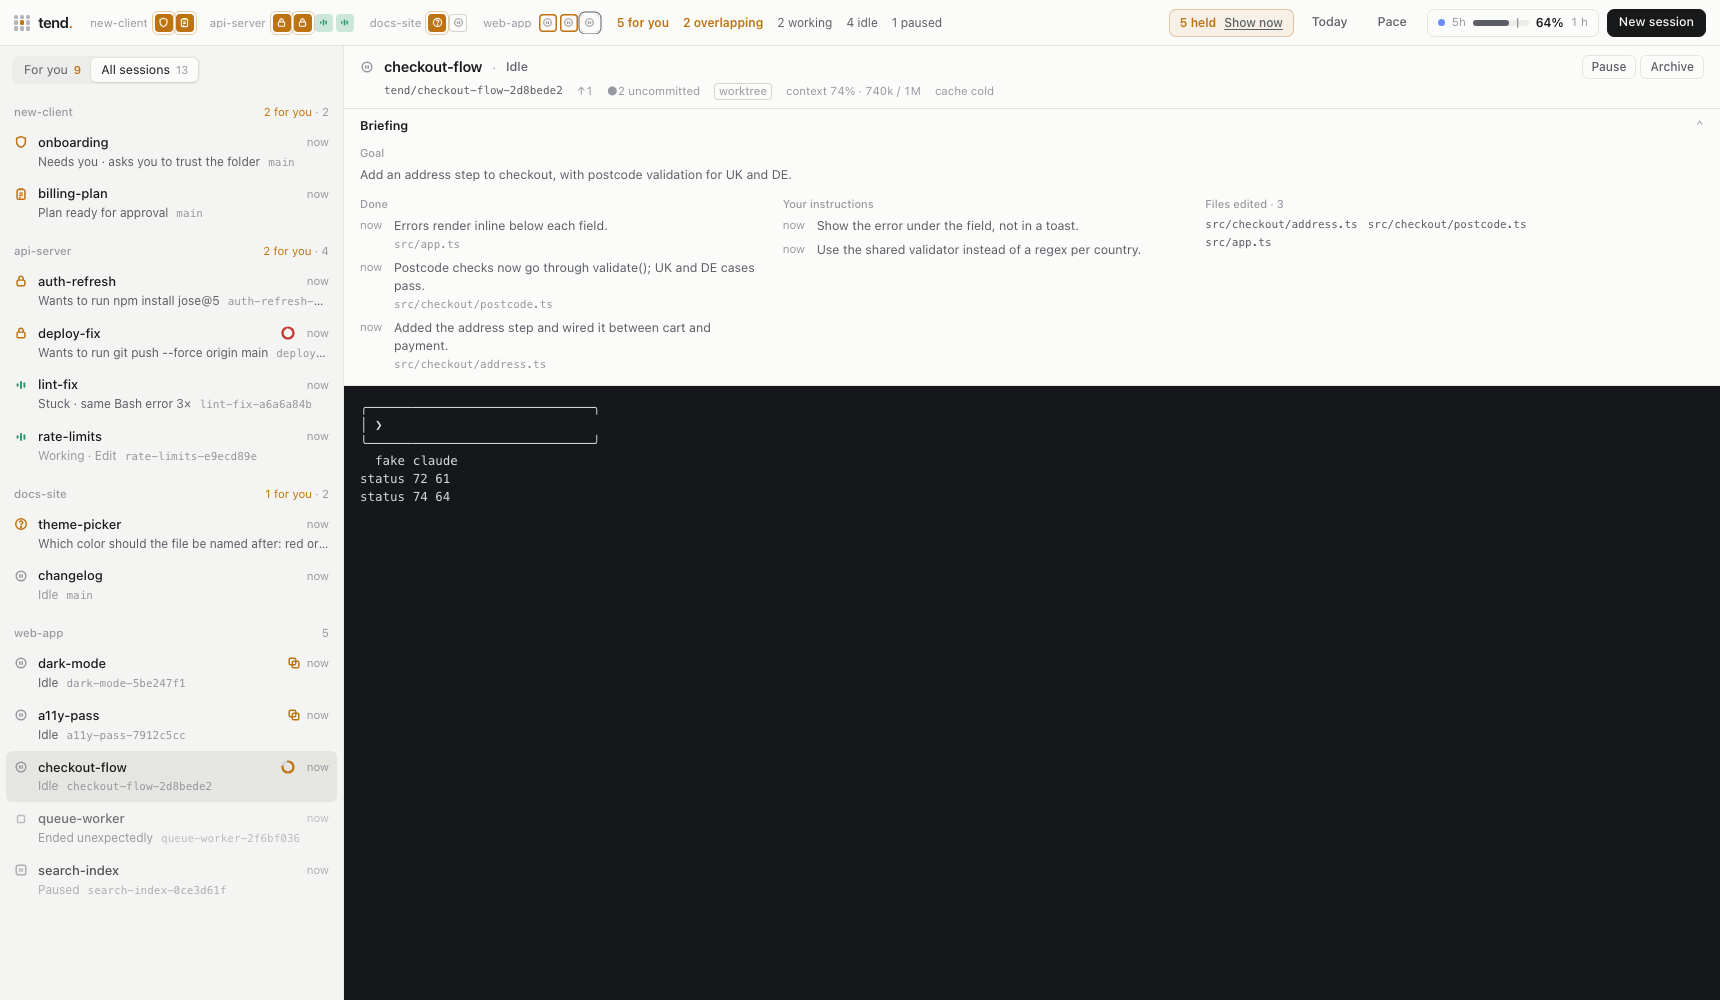 tend. new-client api-server docs-site web-app 5 for you 2 overlapping 2 working 4 idle 1 paused 5 held Show now Today Pace 5h 64% 1 h New session
For you 9 All sessions 13
new-client 2 for you · 2
onboarding now
Needs you · asks you to trust the folder main
billing-plan now
Plan ready for approval main
api-server 2 for you · 4
auth-refresh now
Wants to run npm install jose@5 auth-refresh-…
deploy-fix now
Wants to run git push --force origin main deploy…
lint-fix now
Stuck · same Bash error 3× lint-fix-a6a6a84b
rate-limits now
Working · Edit rate-limits-e9ecd89e
docs-site 1 for you · 2
theme-picker now
Which color should the file be named after: red or…
changelog now
Idle main
web-app 5
dark-mode now
Idle dark-mode-5be247f1
a11y-pass now
Idle a11y-pass-7912c5cc
checkout-flow now
Idle checkout-flow-2d8bede2
queue-worker now
Ended unexpectedly queue-worker-2f6bf036
search-index now
Paused search-index-0ce3d61f
checkout-flow · Idle Pause Archive
tend/checkout-flow-2d8bede2 ↑1 ●2 uncommitted worktree context 74% · 740k / 1M cache cold
Briefing
Goal
Add an address step to checkout, with postcode validation for UK and DE.
Done
now Errors render inline below each field.
src/app.ts
now Postcode checks now go through validate(); UK and DE cases
pass.
src/checkout/postcode.ts
now Added the address step and wired it between cart and
payment.
src/checkout/address.ts
Your instructions
now Show the error under the field, not in a toast.
now Use the shared validator instead of a regex per country.
Files edited · 3
src/checkout/address.ts src/checkout/postcode.ts
src/app.ts
❯
fake claude
status 72 61
status 74 64